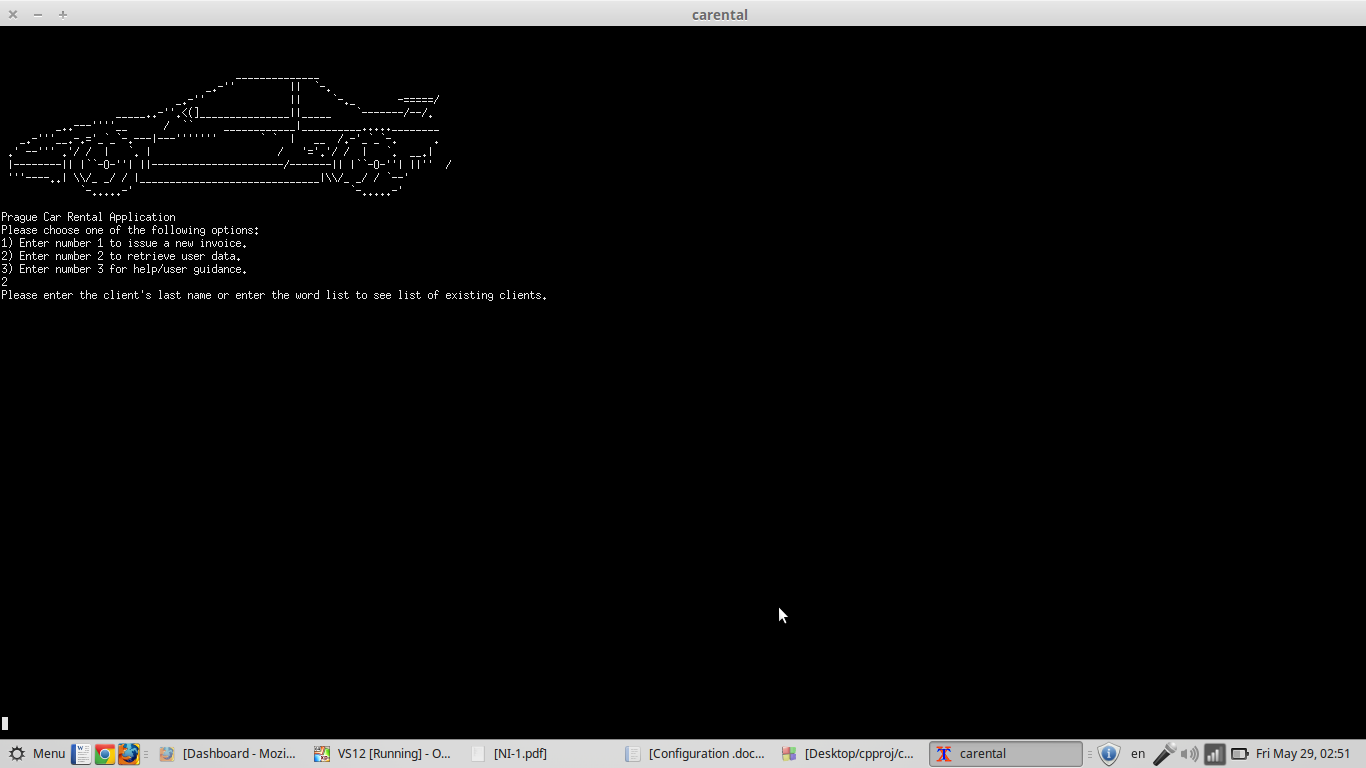 carental
Prague Car Rental Application
Please choose one of the following options:
1) Enter number 1 to issue a new invoice.
2) Enter number 2 to retrieve user data.
3) Enter number 3 for help/user guidance.
2
Please enter the client's last name or enter the word list to see list of existing clients.
Menu [Dashboard - Mozi... VS12 [Running] - O... [NI-1.pdf] [Configuration .doc... [Desktop/cpproj/c... carental en Fri May 29, 02:51